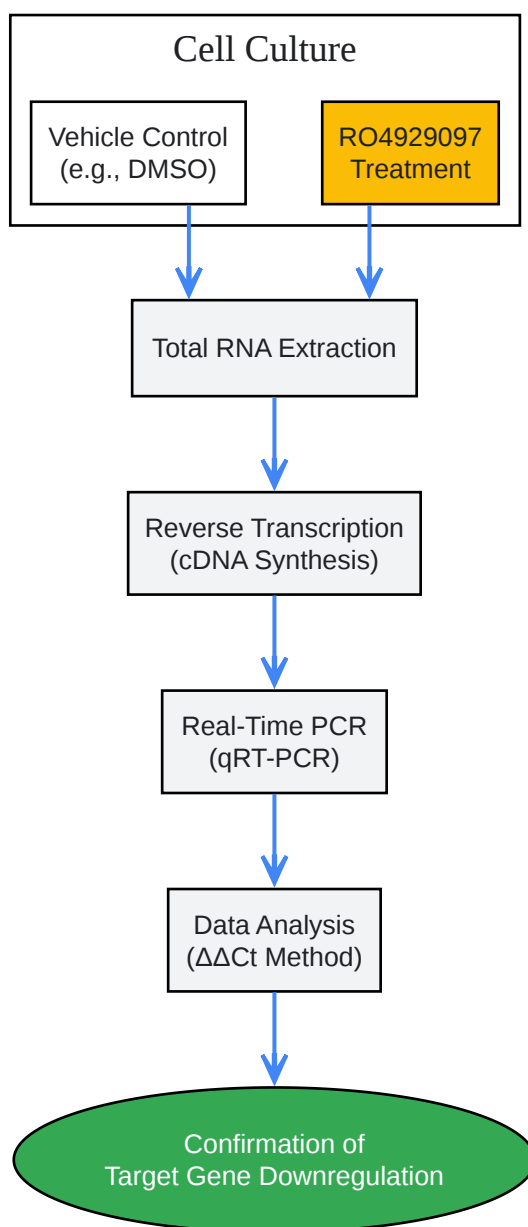 Cell Culture
Vehicle Control
(e.g., DMSO)
RO4929097
Treatment
Total RNA Extraction
Reverse Transcription
(cDNA Synthesis)
Real-Time PCR
(qRT-PCR)
Data Analysis
(ΔΔCt Method)
Confirmation of
Target Gene Downregulation